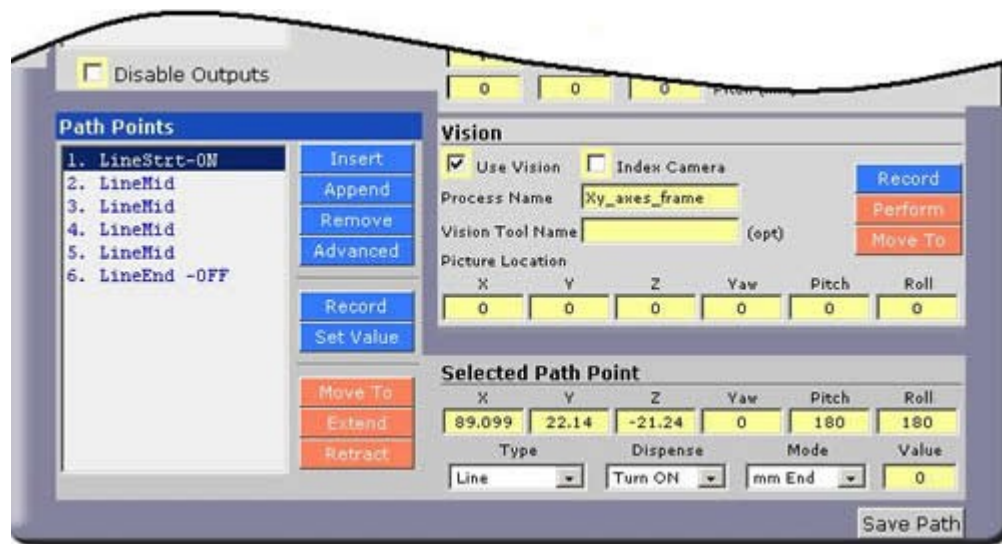 Disable Outputs
0 0 0
Path Points
1. LineStrt-ON
2. LineMid
3. LineMid
4. LineMid
5. LineMid
6. LineEnd -OFF
Insert
Append
Remove
Advanced
Record
Set Value
Move To
Extend
Retract
Vision
Use Vision Index Camera
Process Name Xy_axes_frame
Vision Tool Name (opt)
Record
Perform
Move To
Picture Location
X Y Z Yaw Pitch Roll
0 0 0 0 0 0
Selected Path Point
X Y Z Yaw Pitch Roll
89.099 22.14 -21.24 0 180 180
Type Dispense Mode Value
Line Turn ON mm End 0
Save Path